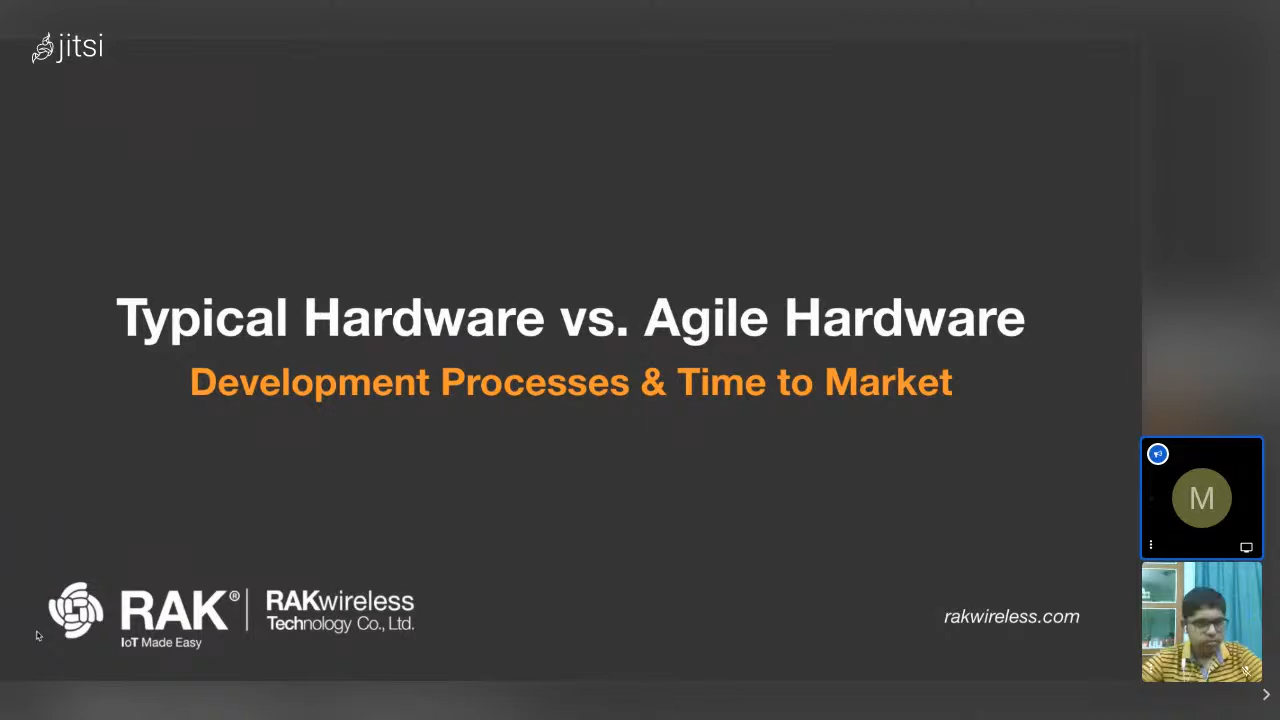 jitsi
Typical Hardware vs. Agile Hardware
Development Processes & Time to Market
M
RAK® | RAKwireless
Technology Co., Ltd.
IoT Made Easy
rakwireless.com